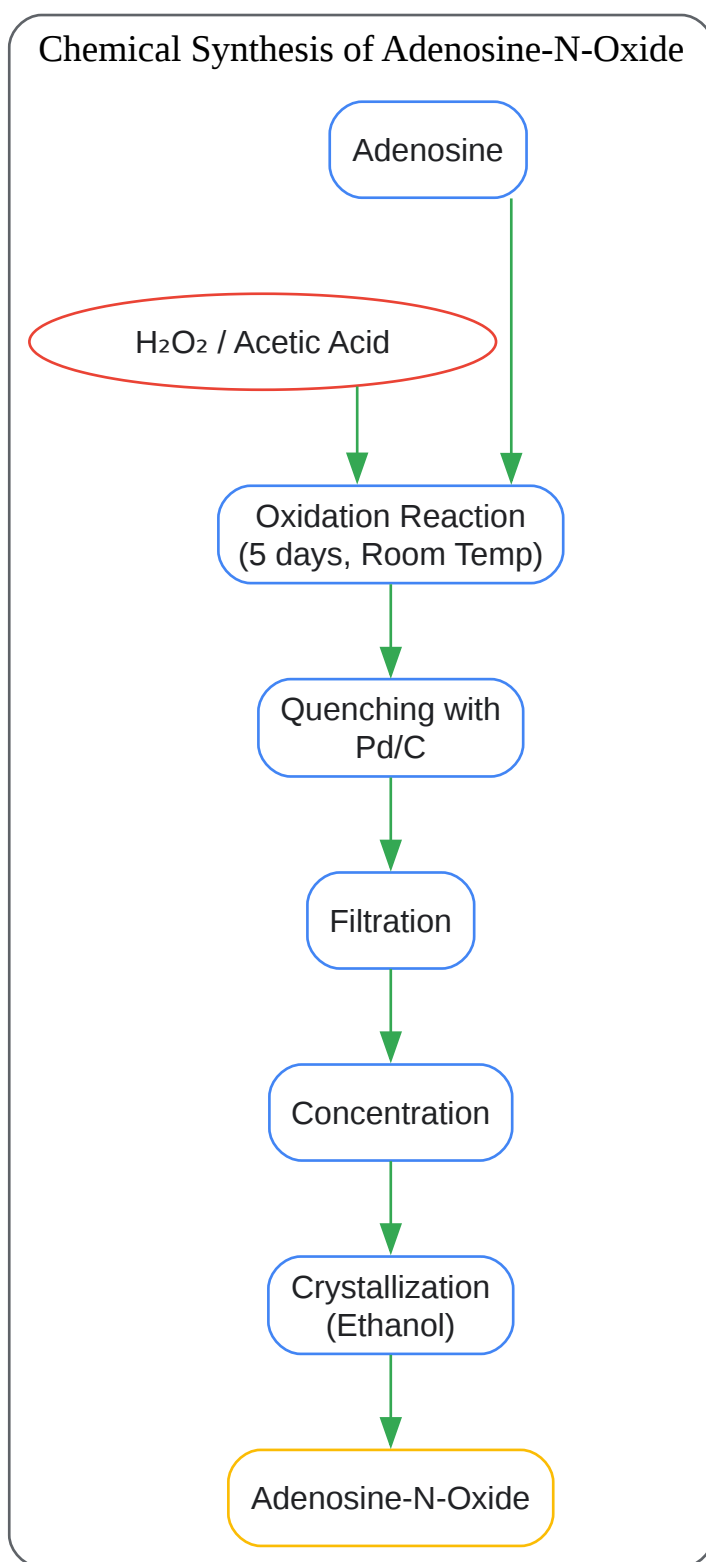 Chemical Synthesis of Adenosine-N-Oxide
Adenosine
H₂O₂ / Acetic Acid
Oxidation Reaction
(5 days, Room Temp)
Quenching with
Pd/C
Filtration
Concentration
Crystallization
(Ethanol)
Adenosine-N-Oxide